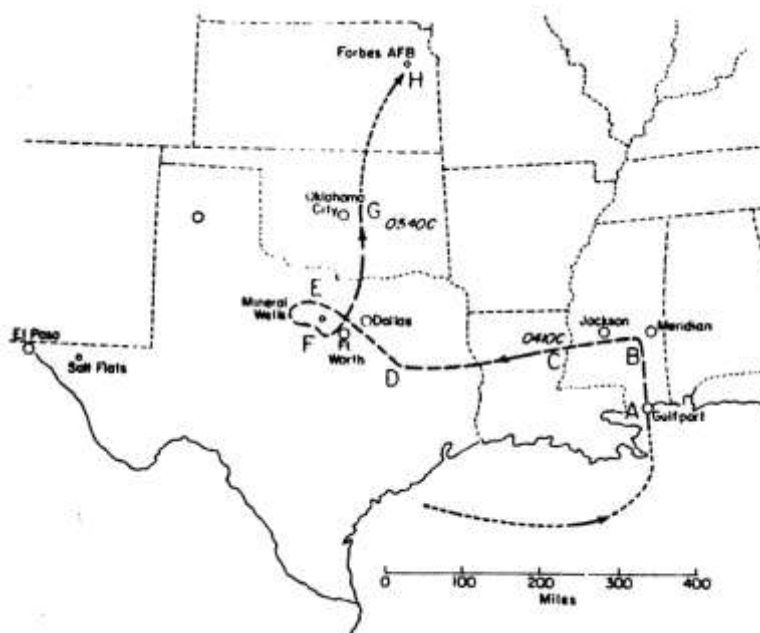 Forbes AFB
H
Oklahoma
City
G
0540C
E
Mineral
Wells
Dallas
F
Ft
Worth
Jackson
Meridian
0410C
El Paso
Salt Flats
D
C
B
A
Gulfport
0 100 200 300 400
Miles